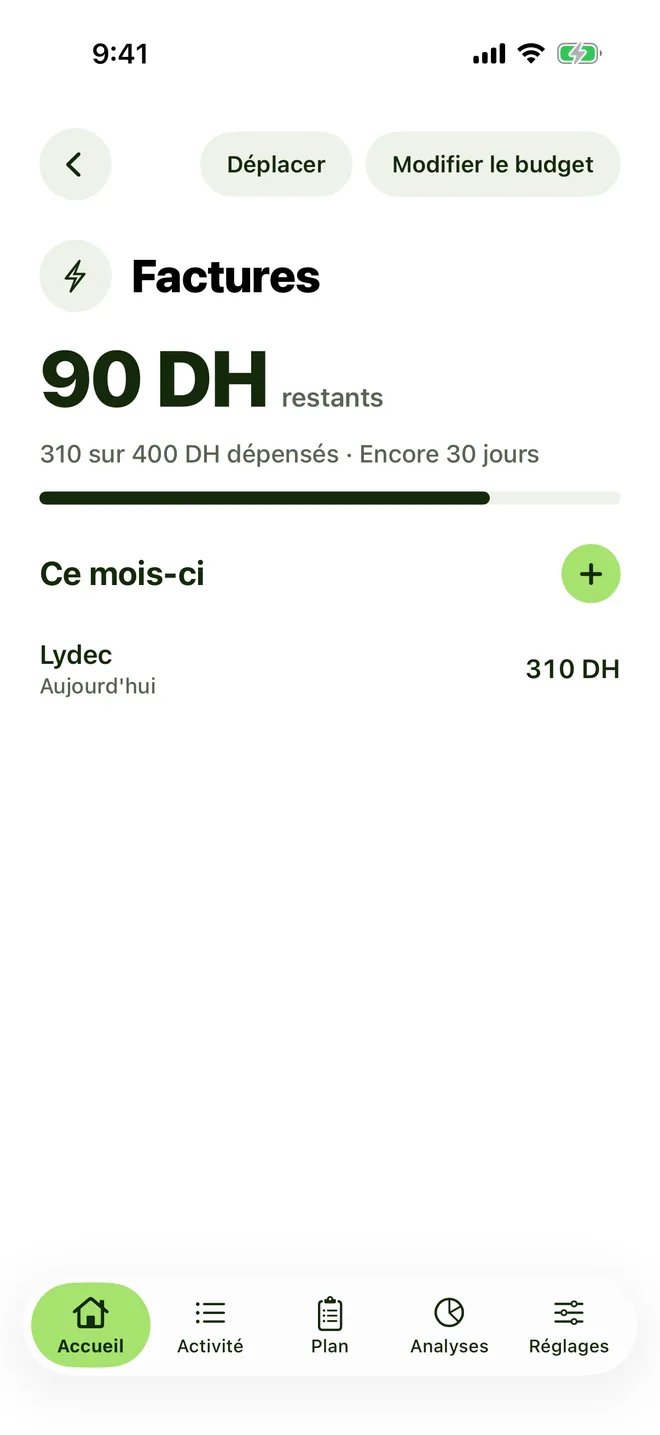 9:41
Déplacer
Modifier le budget
Factures
90 DH restants
310 sur 400 DH dépensés · Encore 30 jours
Ce mois-ci
Lydec
310 DH
Aujourd'hui
Accueil
Activité
Plan
Analyses
Réglages